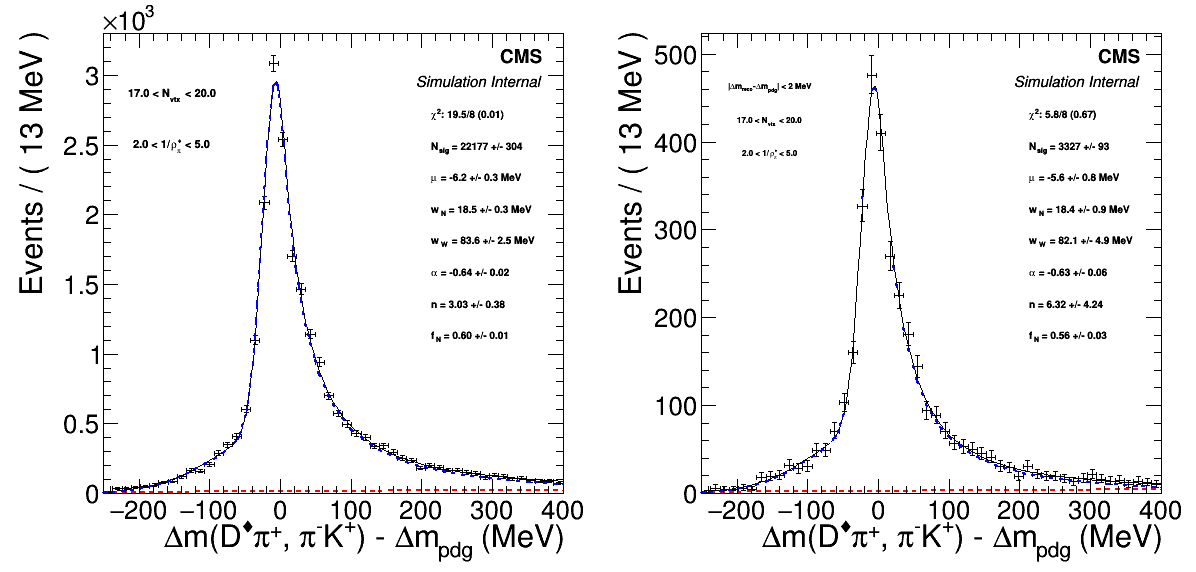 ×10³
Events / ( 13 MeV )
3
2.5
2
1.5
1
0.5
0
−200 −100 0 100 200 300 400
Δm(D♦π⁺, π⁻K⁺) - Δm_pdg (MeV)
17.0 < N_vtx < 20.0
2.0 < 1/ρ_π^♦ < 5.0
CMS
Simulation Internal
χ²: 19.5/8 (0.01)
N_sig = 22177 +/- 304
μ = -6.2 +/- 0.3 MeV
w_N = 18.5 +/- 0.3 MeV
w_W = 83.6 +/- 2.5 MeV
α = -0.64 +/- 0.02
n = 3.03 +/- 0.38
f_N = 0.60 +/- 0.01
Events / ( 13 MeV )
500
400
300
200
100
0
−200 −100 0 100 200 300 400
Δm(D♦π⁺, π⁻K⁺) - Δm_pdg (MeV)
|Δm_reco-Δm_pdg| < 2 MeV
17.0 < N_vtx < 20.0
2.0 < 1/ρ_π^♦ < 5.0
CMS
Simulation Internal
χ²: 5.8/8 (0.67)
N_sig = 3327 +/- 93
μ = -5.6 +/- 0.8 MeV
w_N = 18.4 +/- 0.9 MeV
w_W = 82.1 +/- 4.9 MeV
α = -0.63 +/- 0.06
n = 6.32 +/- 4.24
f_N = 0.56 +/- 0.03